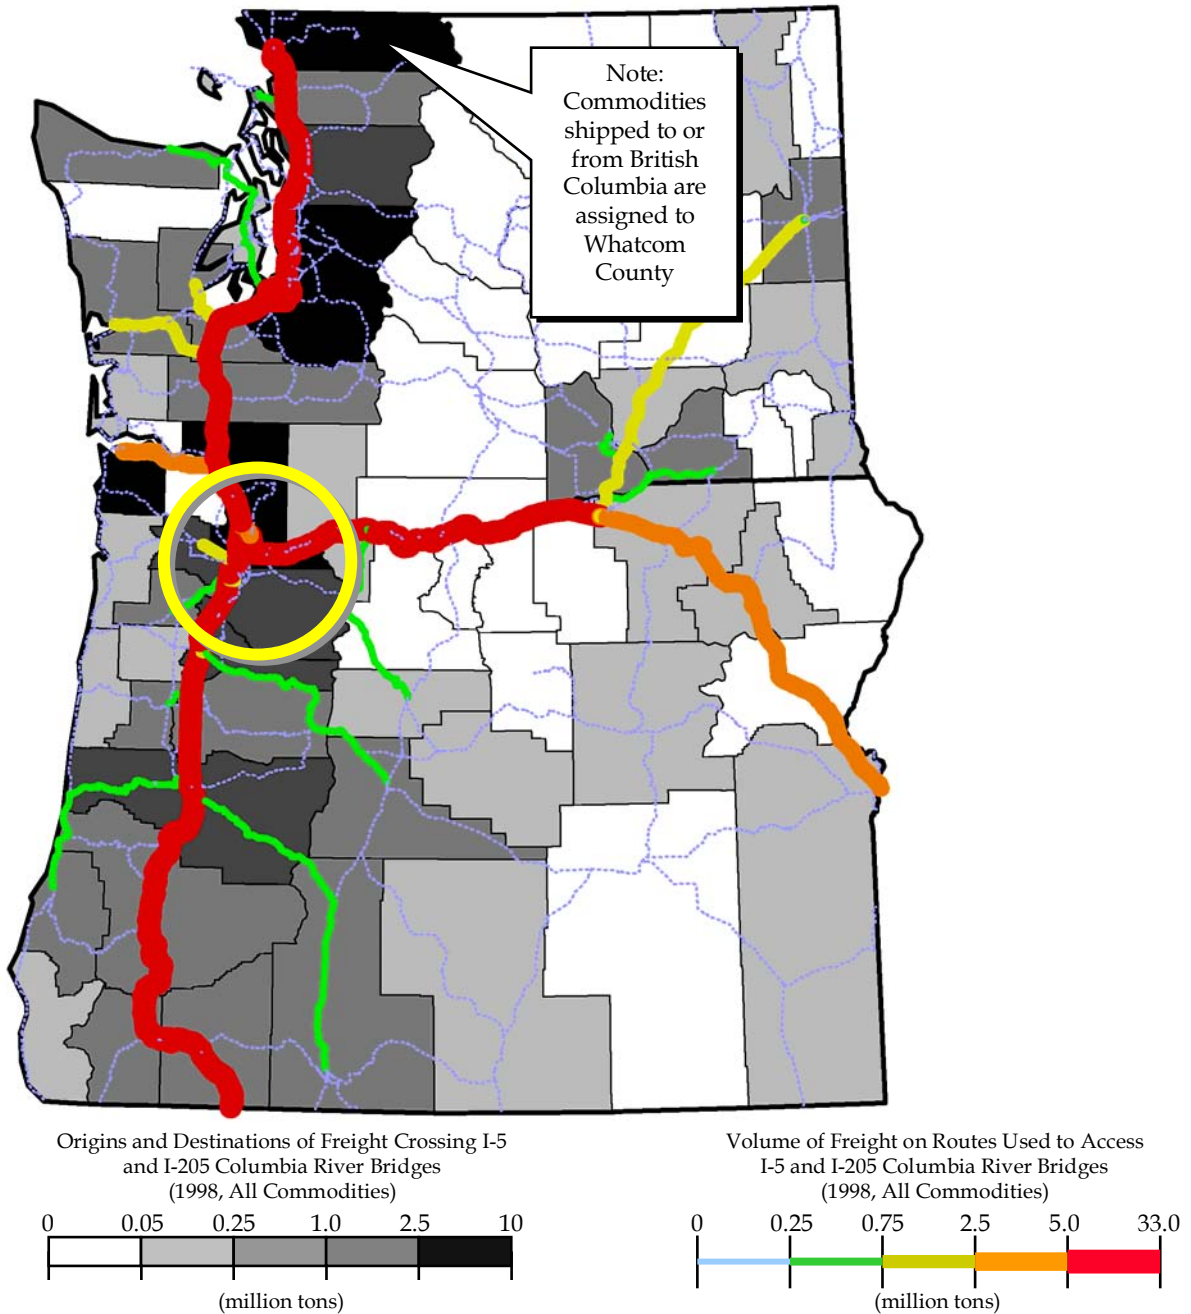 Note:
Commodities
shipped to or
from British
Columbia are
assigned to
Whatcom
County
Origins and Destinations of Freight Crossing I-5
and I-205 Columbia River Bridges
(1998, All Commodities)
0 0.05 0.25 1.0 2.5 10
(million tons)
Volume of Freight on Routes Used to Access
I-5 and I-205 Columbia River Bridges
(1998, All Commodities)
0 0.25 0.75 2.5 5.0 33.0
(million tons)